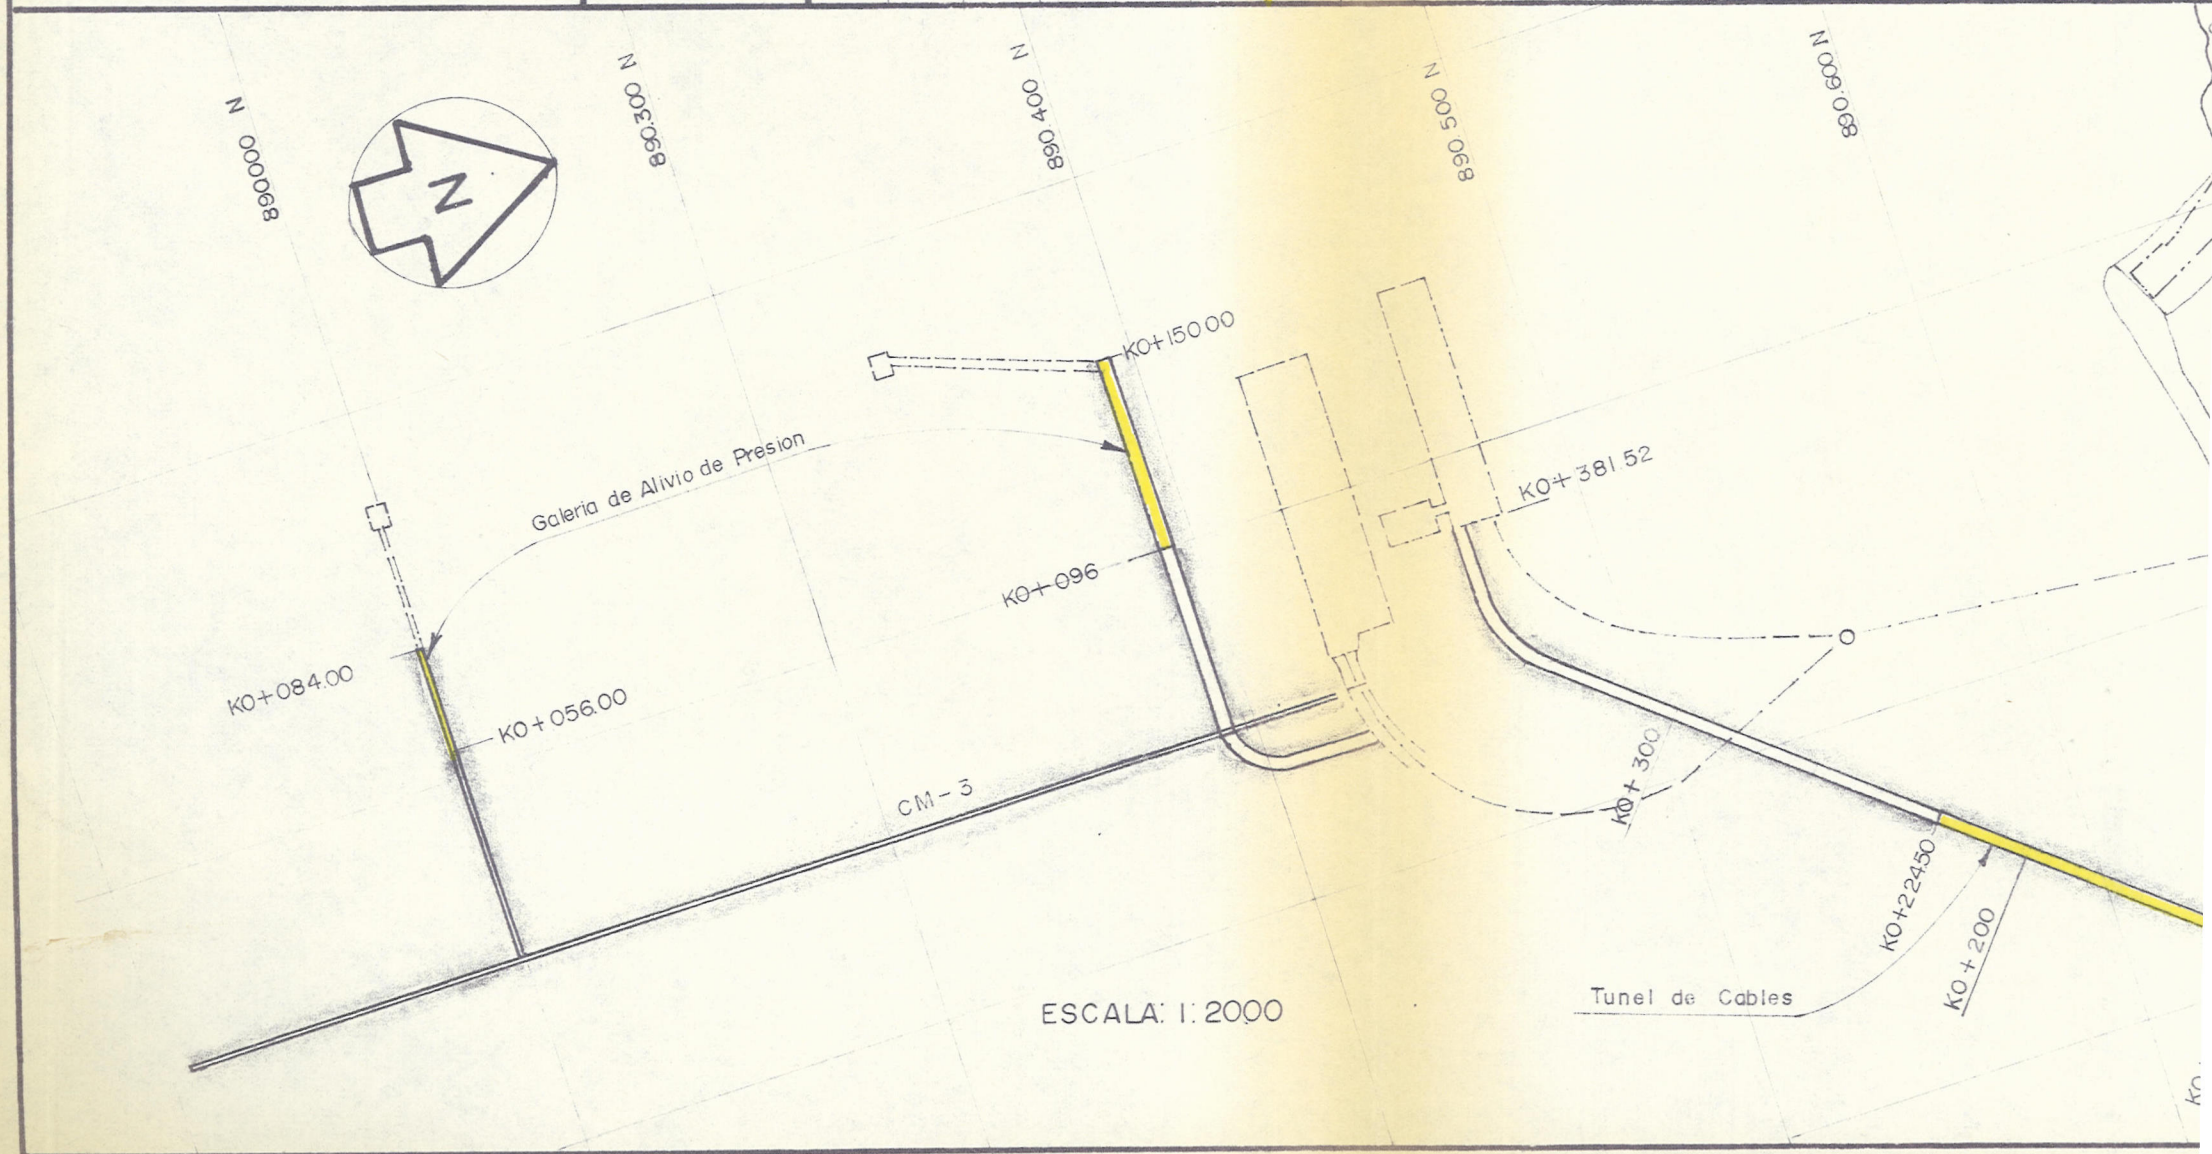 890000 N
890.300 N
890.400 N
890.500 N
890.600 N
N
K0+150.00
Galeria de Alivio de Presion
K0+381.52
K0+096
K0+084.00
K0+056.00
CM-3
K0+300
K0+224.50
K0+200
Tunel de Cables
ESCALA: 1:2000